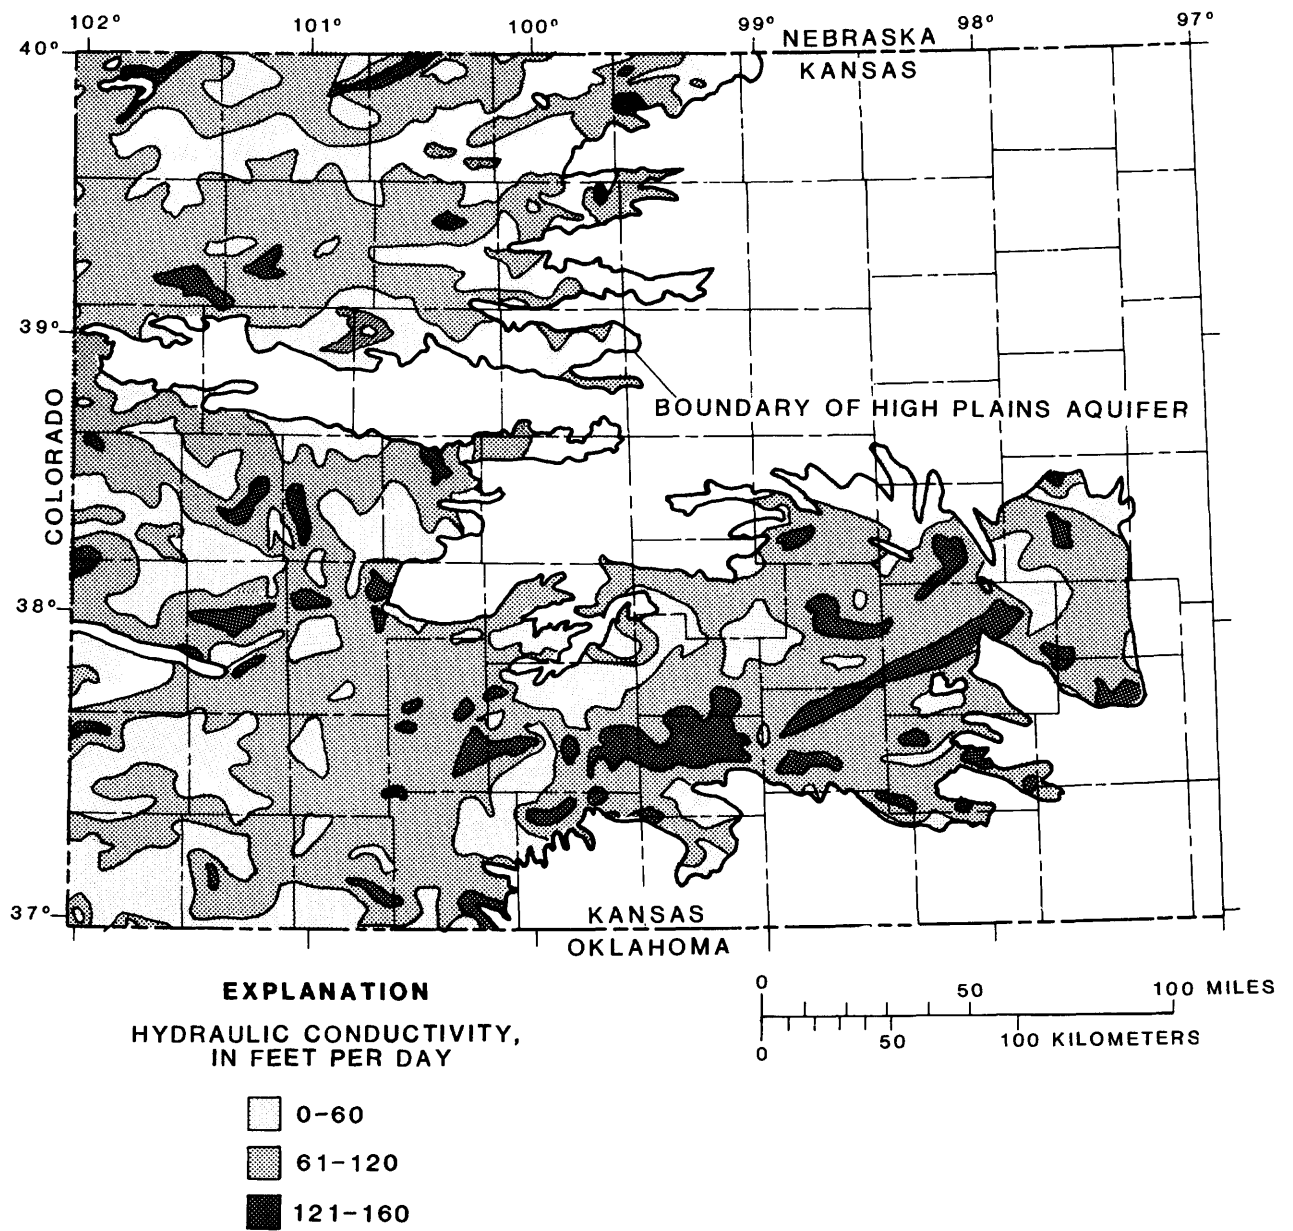 102° 101° 100° 99° 98° 97°
40°
NEBRASKA
KANSAS
39°
BOUNDARY OF HIGH PLAINS AQUIFER
COLORADO
38°
37°
KANSAS
OKLAHOMA
EXPLANATION
HYDRAULIC CONDUCTIVITY,
IN FEET PER DAY
0-60
61-120
121-160
0 50 100 MILES
0 50 100 KILOMETERS